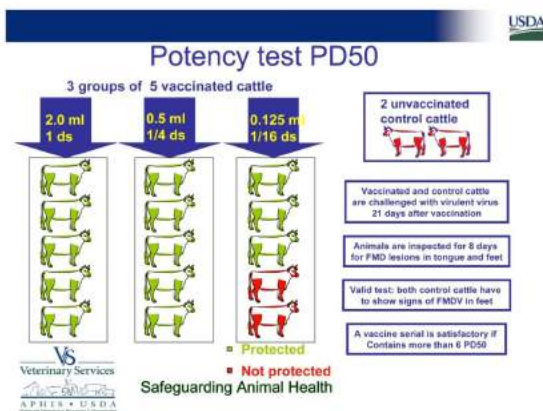 USDA
Potency test PD50
3 groups of 5 vaccinated cattle
2.0 ml
1 ds
0.5 ml
1/4 ds
0.125 ml
1/16 ds
2 unvaccinated
control cattle
Vaccinated and control cattle
are challenged with virulent virus
21 days after vaccination
Animals are inspected for 8 days
for FMD lesions in tongue and feet
Valid test: both control cattle have
to show signs of FMDV in feet
A vaccine serial is satisfactory if
Contains more than 6 PD50
Protected
Not protected
VS
Veterinary Services
APHIS • USDA
Safeguarding Animal Health